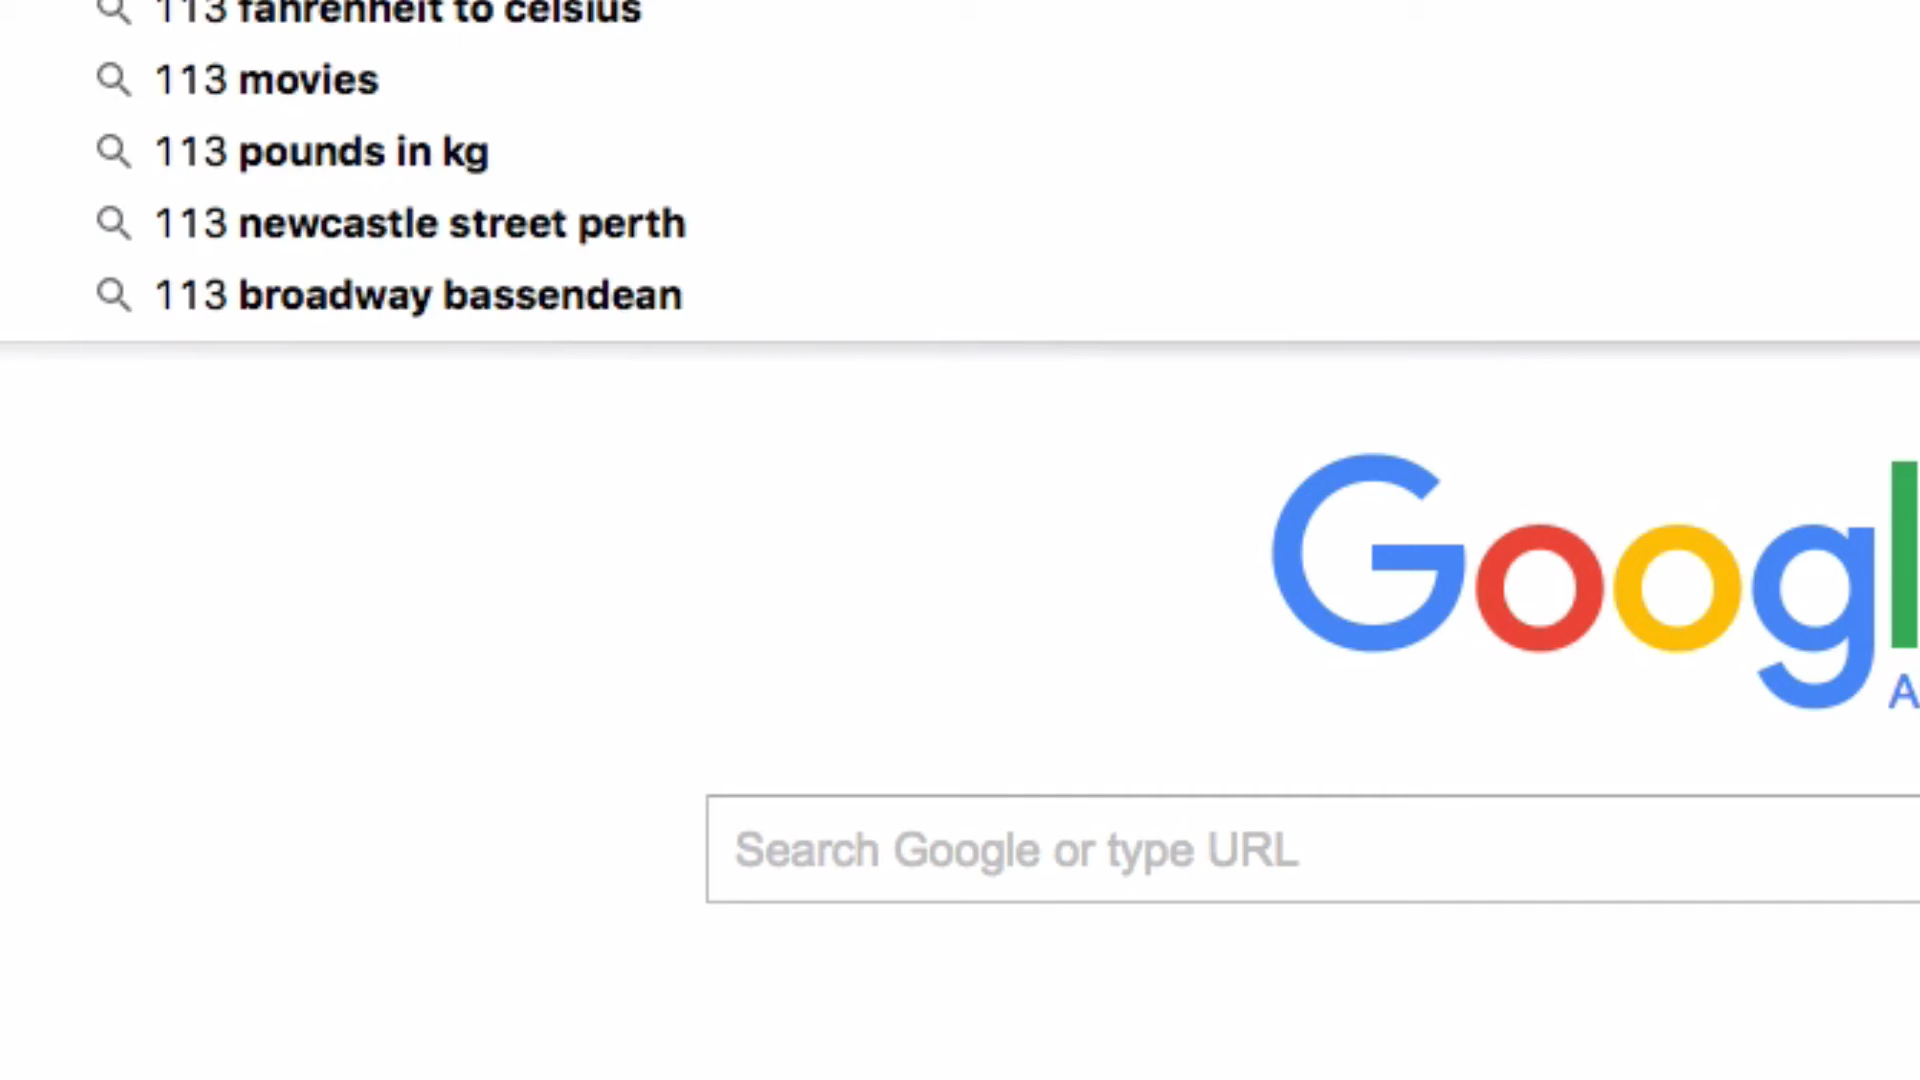 113 fahrenheit to celsius
113 movies
113 pounds in kg
113 newcastle street perth
113 broadway bassendean
Googl
A
Search Google or type URL